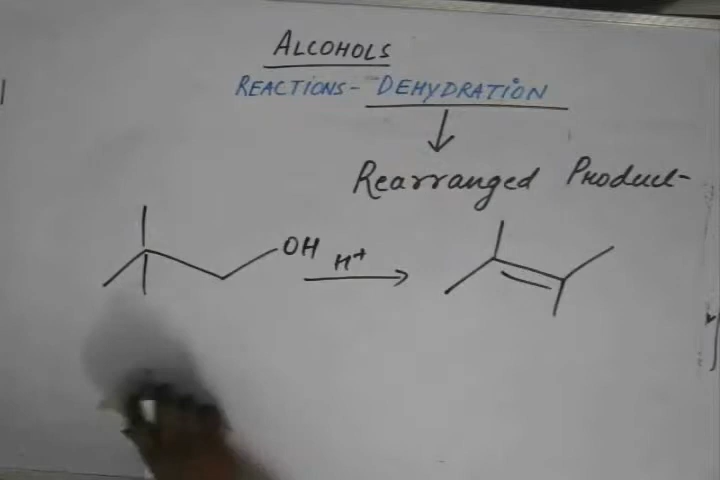 ALCOHOLS
REACTIONS- DEHYDRATION
Rearranged Product-
OH
H+